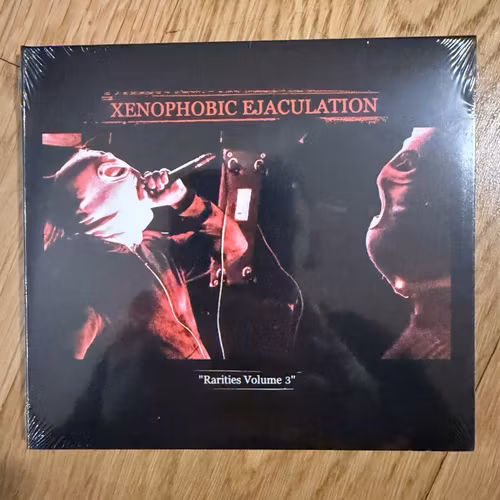 XENOPHOBIC EJACULATION
"Rarities Volume 3"